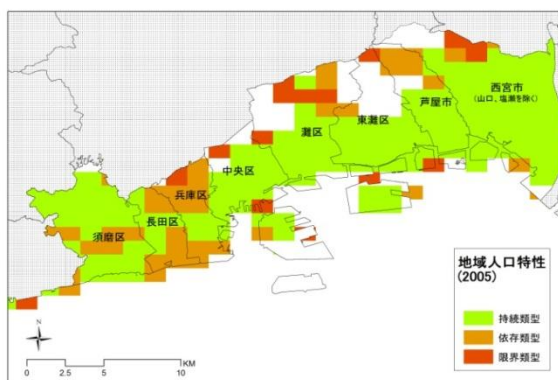 西宮市
(山口、塩瀬を除く)
芦屋市
東灘区
灘区
中央区
兵庫区
長田区
須磨区
地域人口特性
(2005)
持続類型
依存類型
限界類型
N
KM
0 2.5 5 10